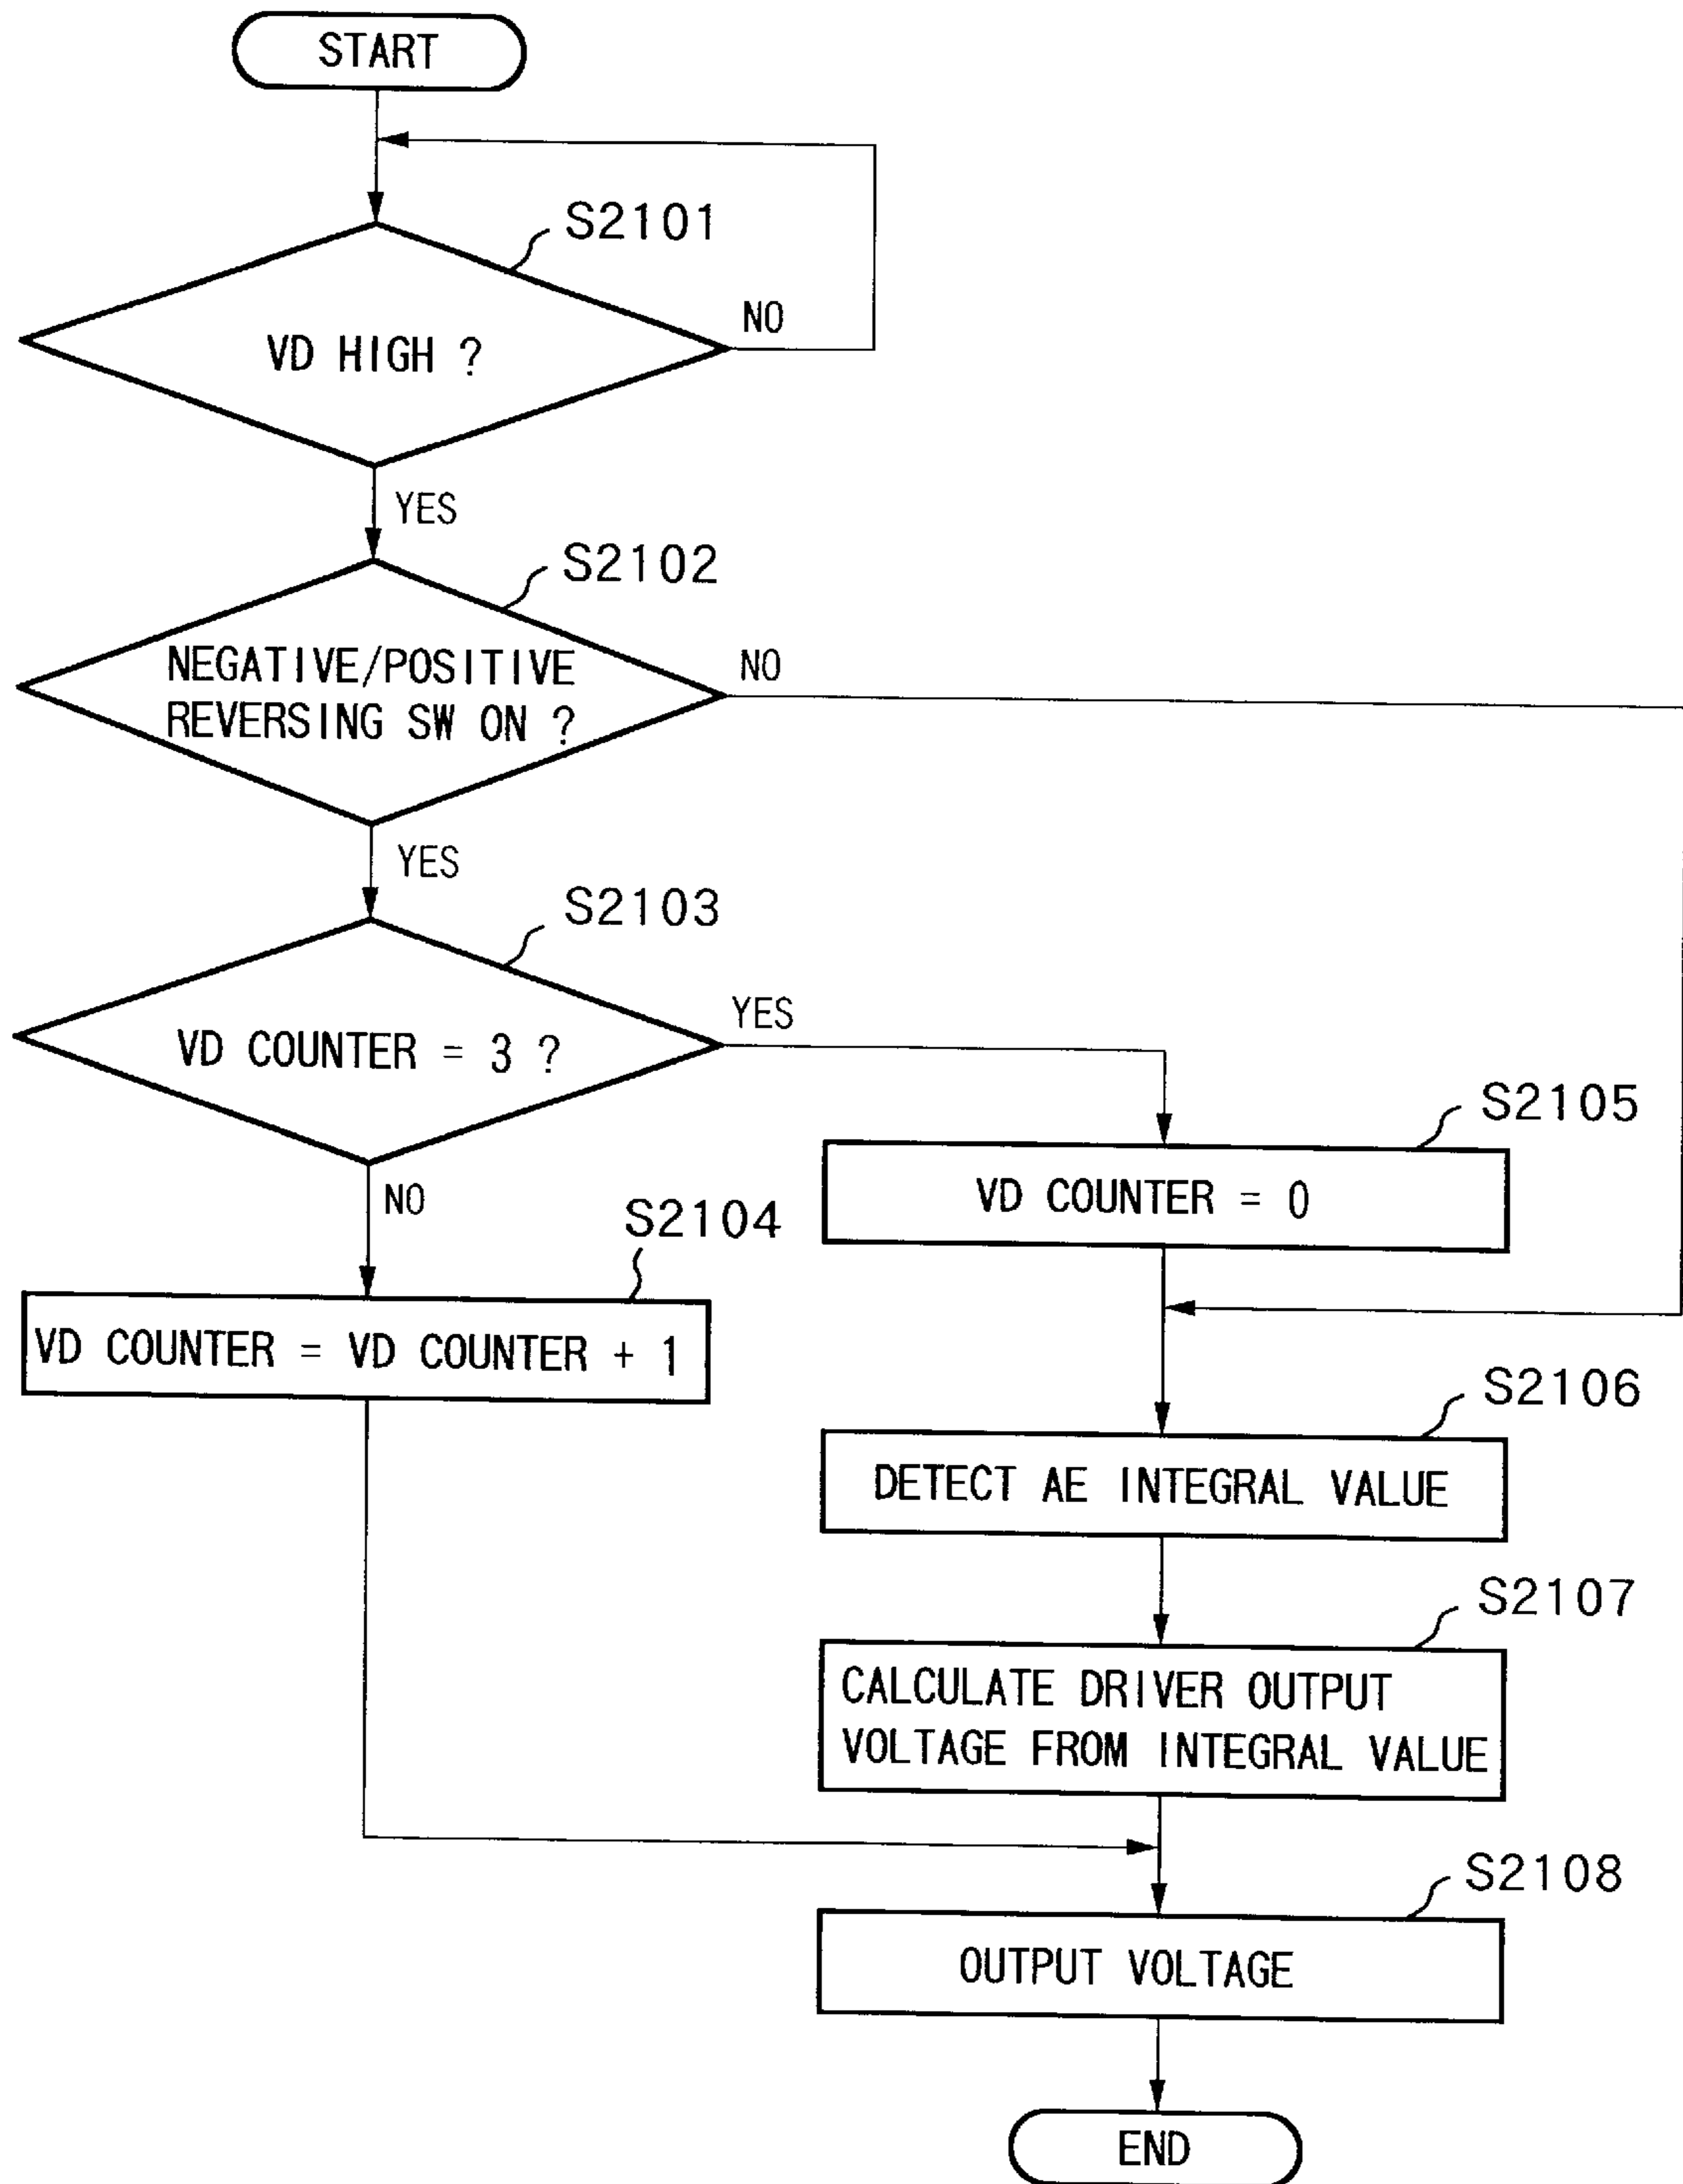 START
S2101
VD HIGH ?
NO
YES
S2102
NEGATIVE/POSITIVE
REVERSING SW ON ?
NO
YES
S2103
VD COUNTER = 3 ?
YES
NO
S2104
VD COUNTER = VD COUNTER + 1
S2105
VD COUNTER = 0
S2106
DETECT AE INTEGRAL VALUE
S2107
CALCULATE DRIVER OUTPUT
VOLTAGE FROM INTEGRAL VALUE
S2108
OUTPUT VOLTAGE
END